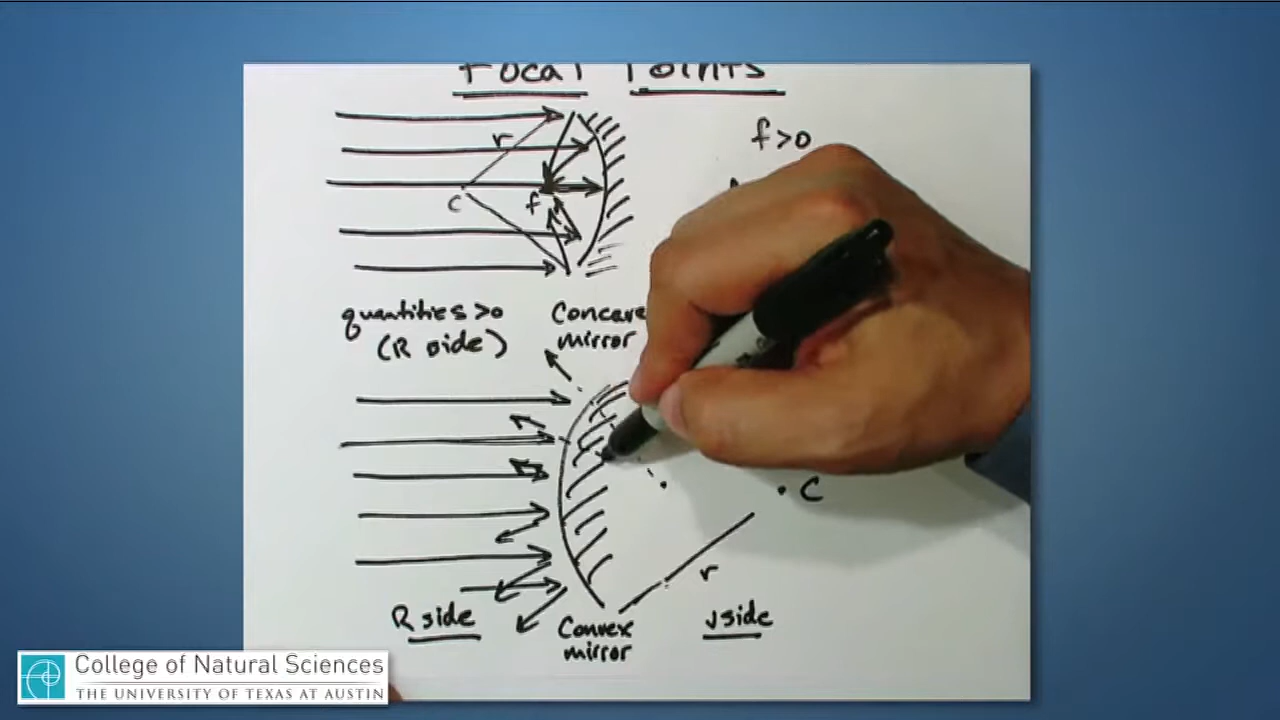 Focal Points
r
f>0
c
f
quantities >0
(R side)
Concave
mirror
C
r
R side
Convex
mirror
v side
College of Natural Sciences
THE UNIVERSITY OF TEXAS AT AUSTIN